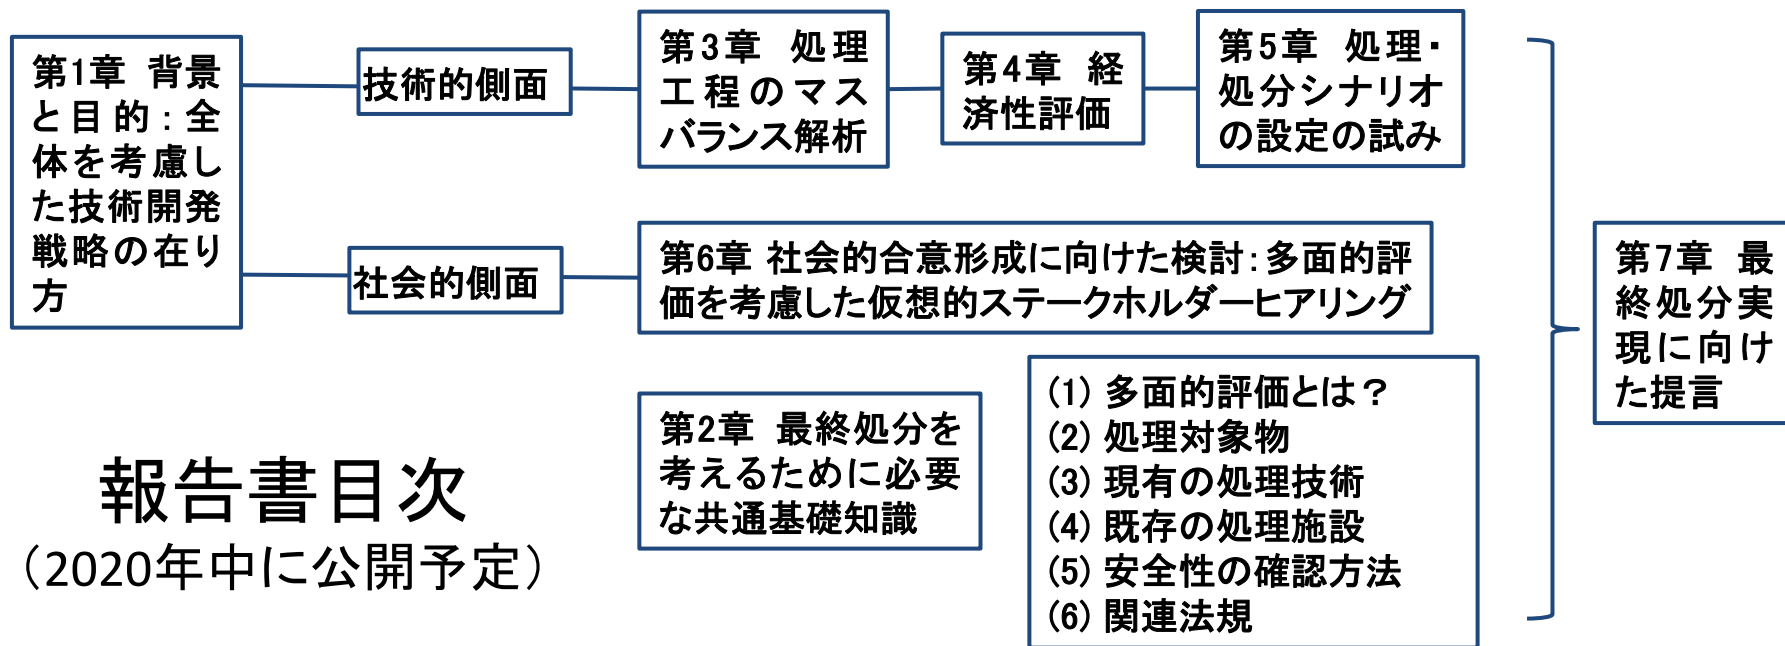 第1章 背景
と目的：全
体を考慮し
た技術開発
戦略の在り
方
技術的側面
第3章 処理
工程のマス
バランス解析
第4章 経
済性評価
第5章 処理・
処分シナリオ
の設定の試み
社会的側面
第6章 社会的合意形成に向けた検討：多面的評
価を考慮した仮想的ステークホルダーヒアリング
第2章 最終処分を
考えるために必要
な共通基礎知識
(1) 多面的評価とは？
(2) 処理対象物
(3) 現有の処理技術
(4) 既存の処理施設
(5) 安全性の確認方法
(6) 関連法規
第7章 最
終処分実
現に向け
た提言
報告書目次
（2020年中に公開予定）